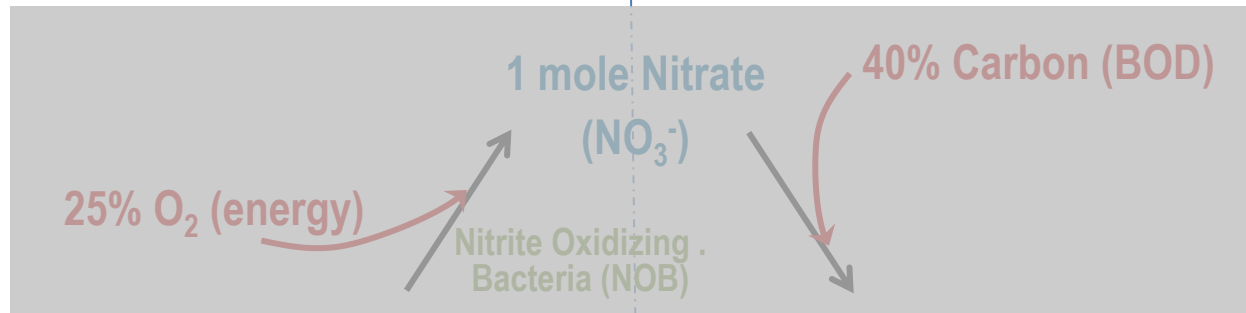 40% Carbon (BOD)
1 mole Nitrate
(NO₃⁻)
25% O₂ (energy)
Nitrite Oxidizing .
Bacteria (NOB)